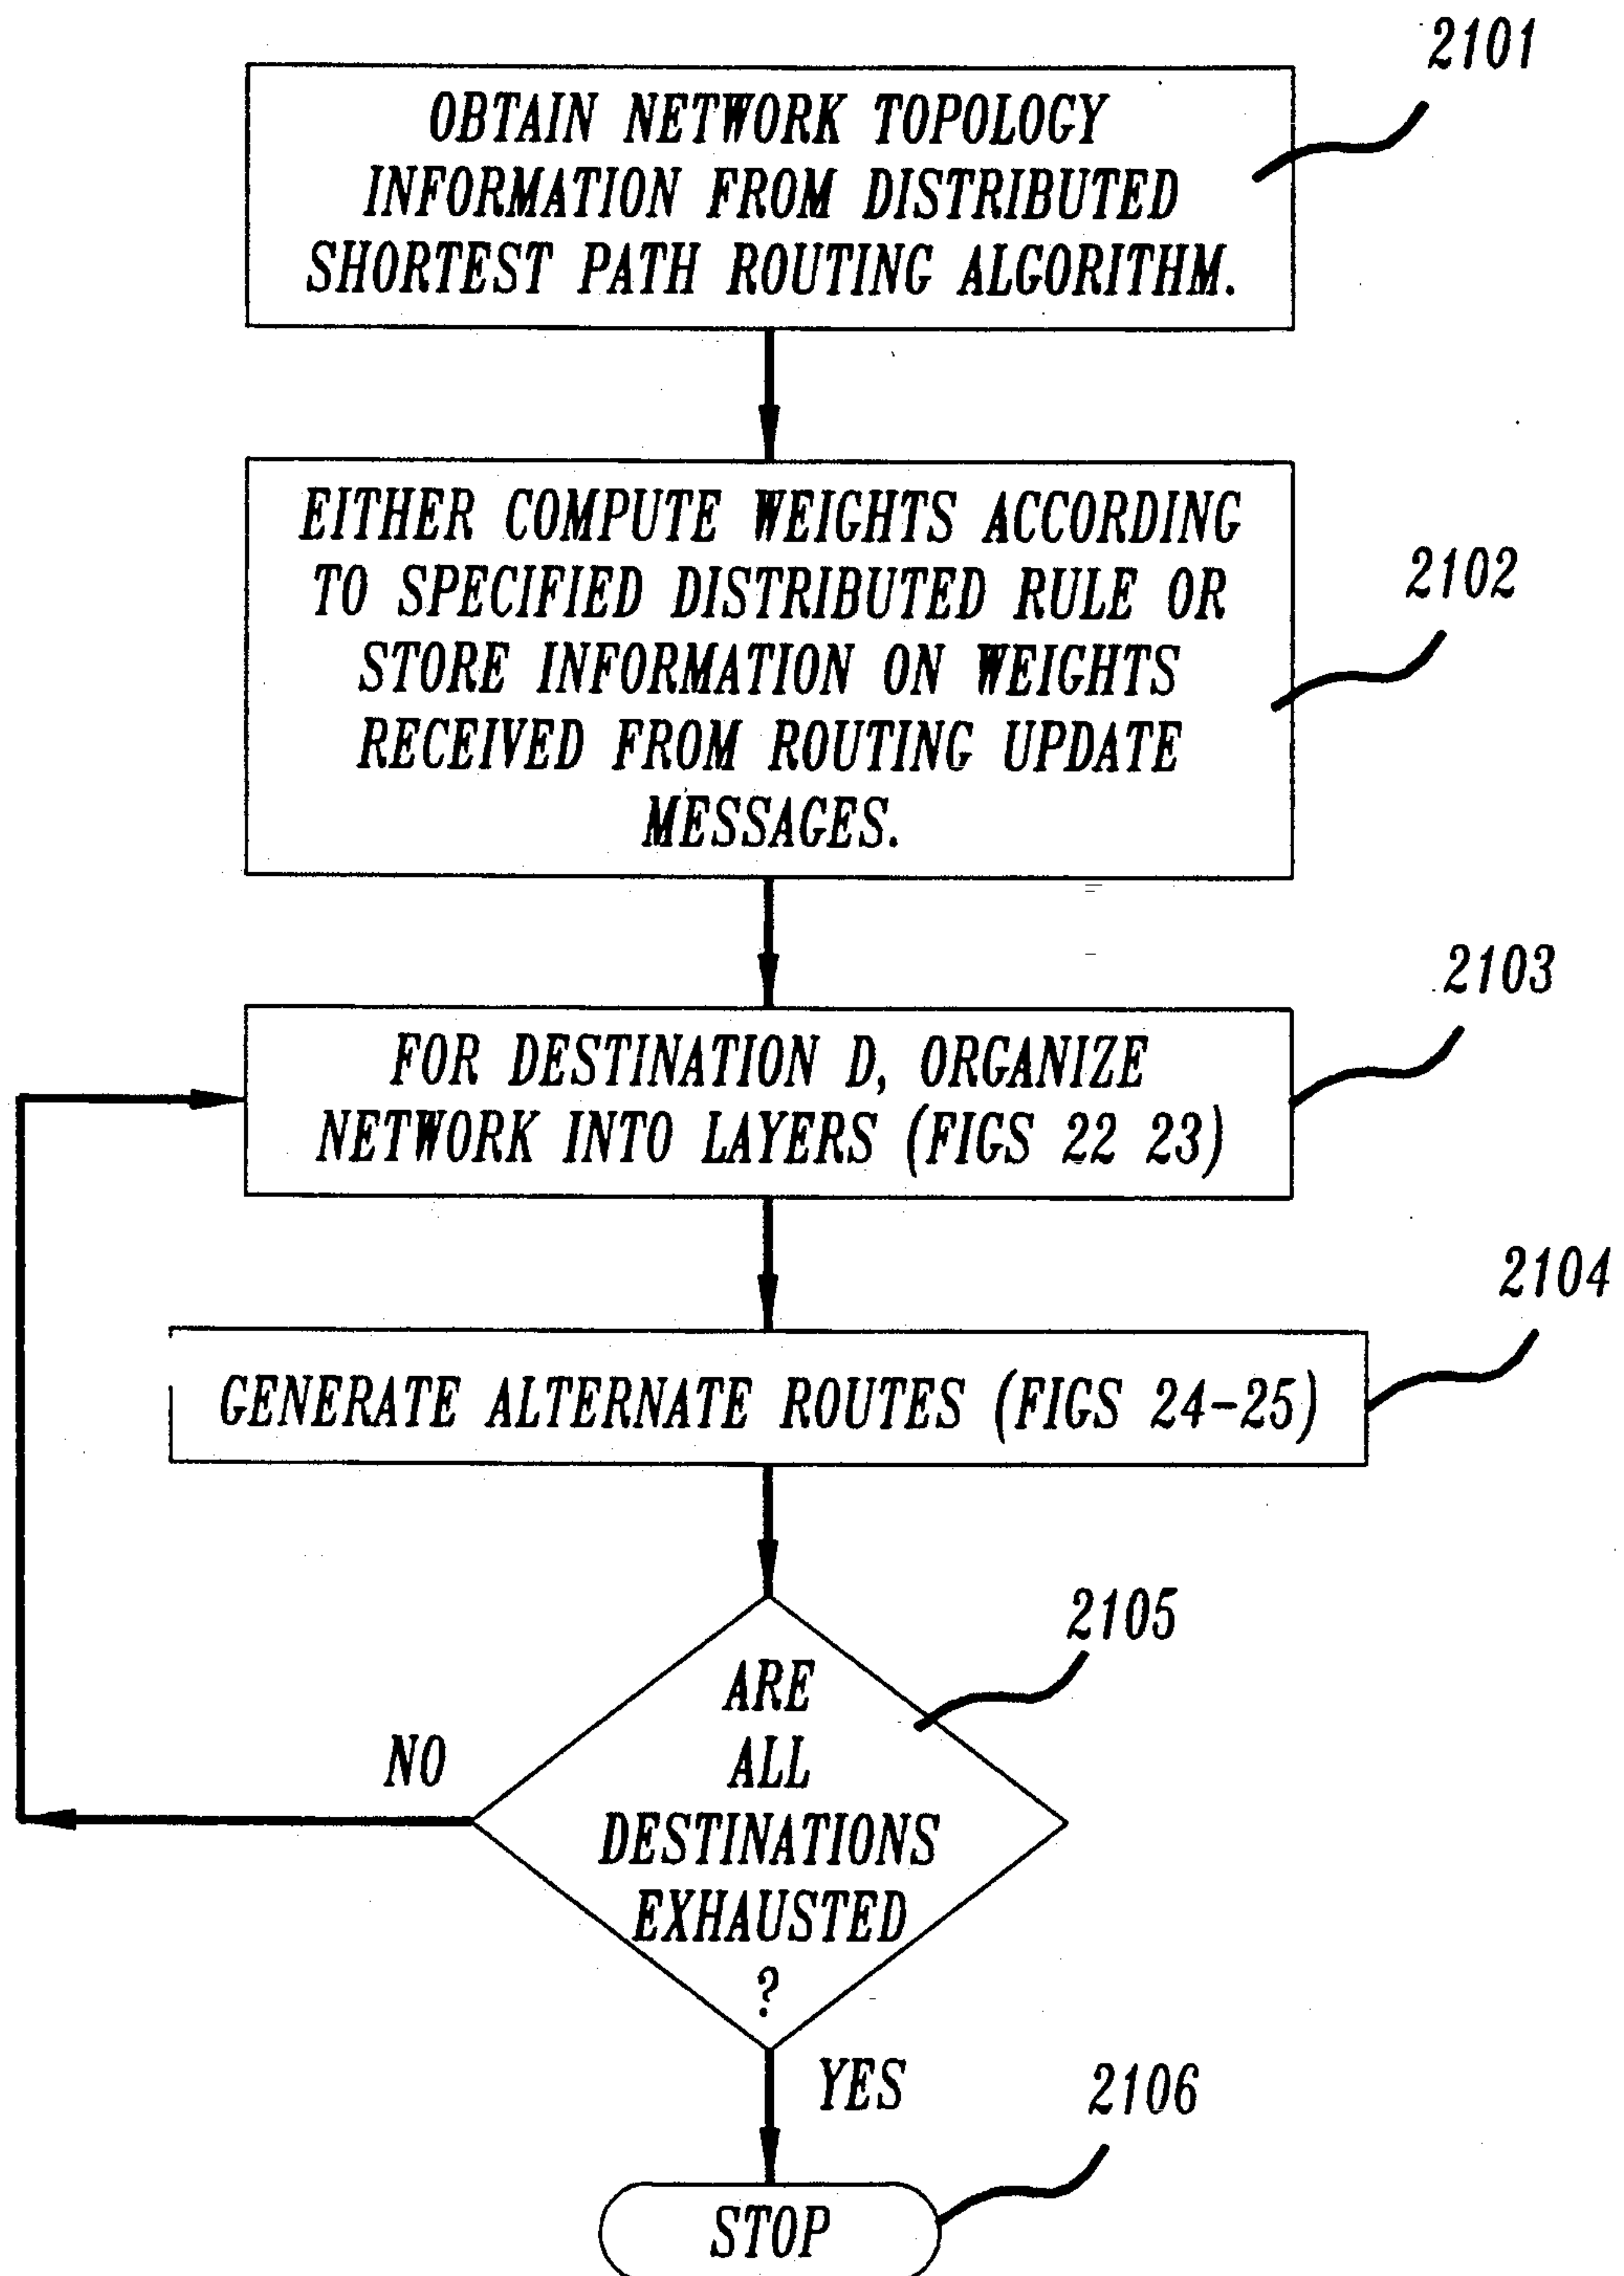 2101
OBTAIN NETWORK TOPOLOGY
INFORMATION FROM DISTRIBUTED
SHORTEST PATH ROUTING ALGORITHM.
EITHER COMPUTE WEIGHTS ACCORDING
TO SPECIFIED DISTRIBUTED RULE OR
STORE INFORMATION ON WEIGHTS
RECEIVED FROM ROUTING UPDATE
MESSAGES.
2102
2103
FOR DESTINATION D, ORGANIZE
NETWORK INTO LAYERS (FIGS 22 23)
2104
GENERATE ALTERNATE ROUTES (FIGS 24-25)
2105
ARE
ALL
DESTINATIONS
EXHAUSTED
?
NO
YES
2106
STOP